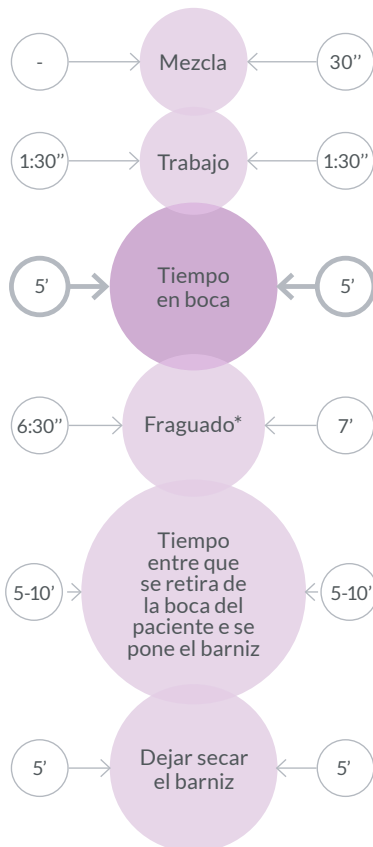 -
Mezcla
30’’
1:30’’
Trabajo
1:30’’
5’
Tiempo
en boca
5’
6:30’’
Fraguado*
7’
5-10’
Tiempo
entre que
se retira de
la boca del
paciente e se
pone el barniz
5-10’
5’
Dejar secar
el barniz
5’